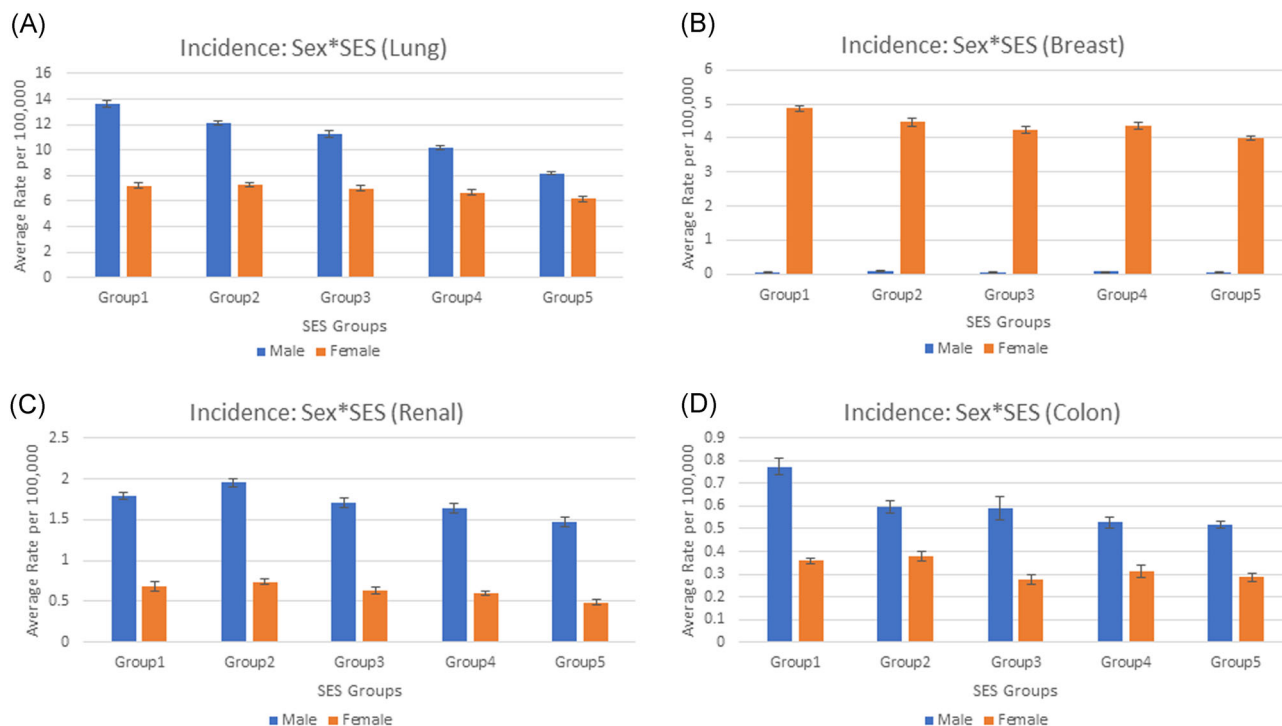 (A)
Incidence: Sex*SES (Lung)
Average Rate per 100,000
16
14
12
10
8
6
4
2
0
Group1 Group2 Group3 Group4 Group5
SES Groups
Male Female
(B)
Incidence: Sex*SES (Breast)
Average Rate per 100,000
6
5
4
3
2
1
0
Group1 Group2 Group3 Group4 Group5
SES Groups
Male Female
(C)
Incidence: Sex*SES (Renal)
Average Rate per 100,000
2.5
2
1.5
1
0.5
0
Group1 Group2 Group3 Group4 Group5
SES Groups
Male Female
(D)
Incidence: Sex*SES (Colon)
Average Rate per 100,000
0.9
0.8
0.7
0.6
0.5
0.4
0.3
0.2
0.1
0
Group1 Group2 Group3 Group4 Group5
SES Groups
Male Female